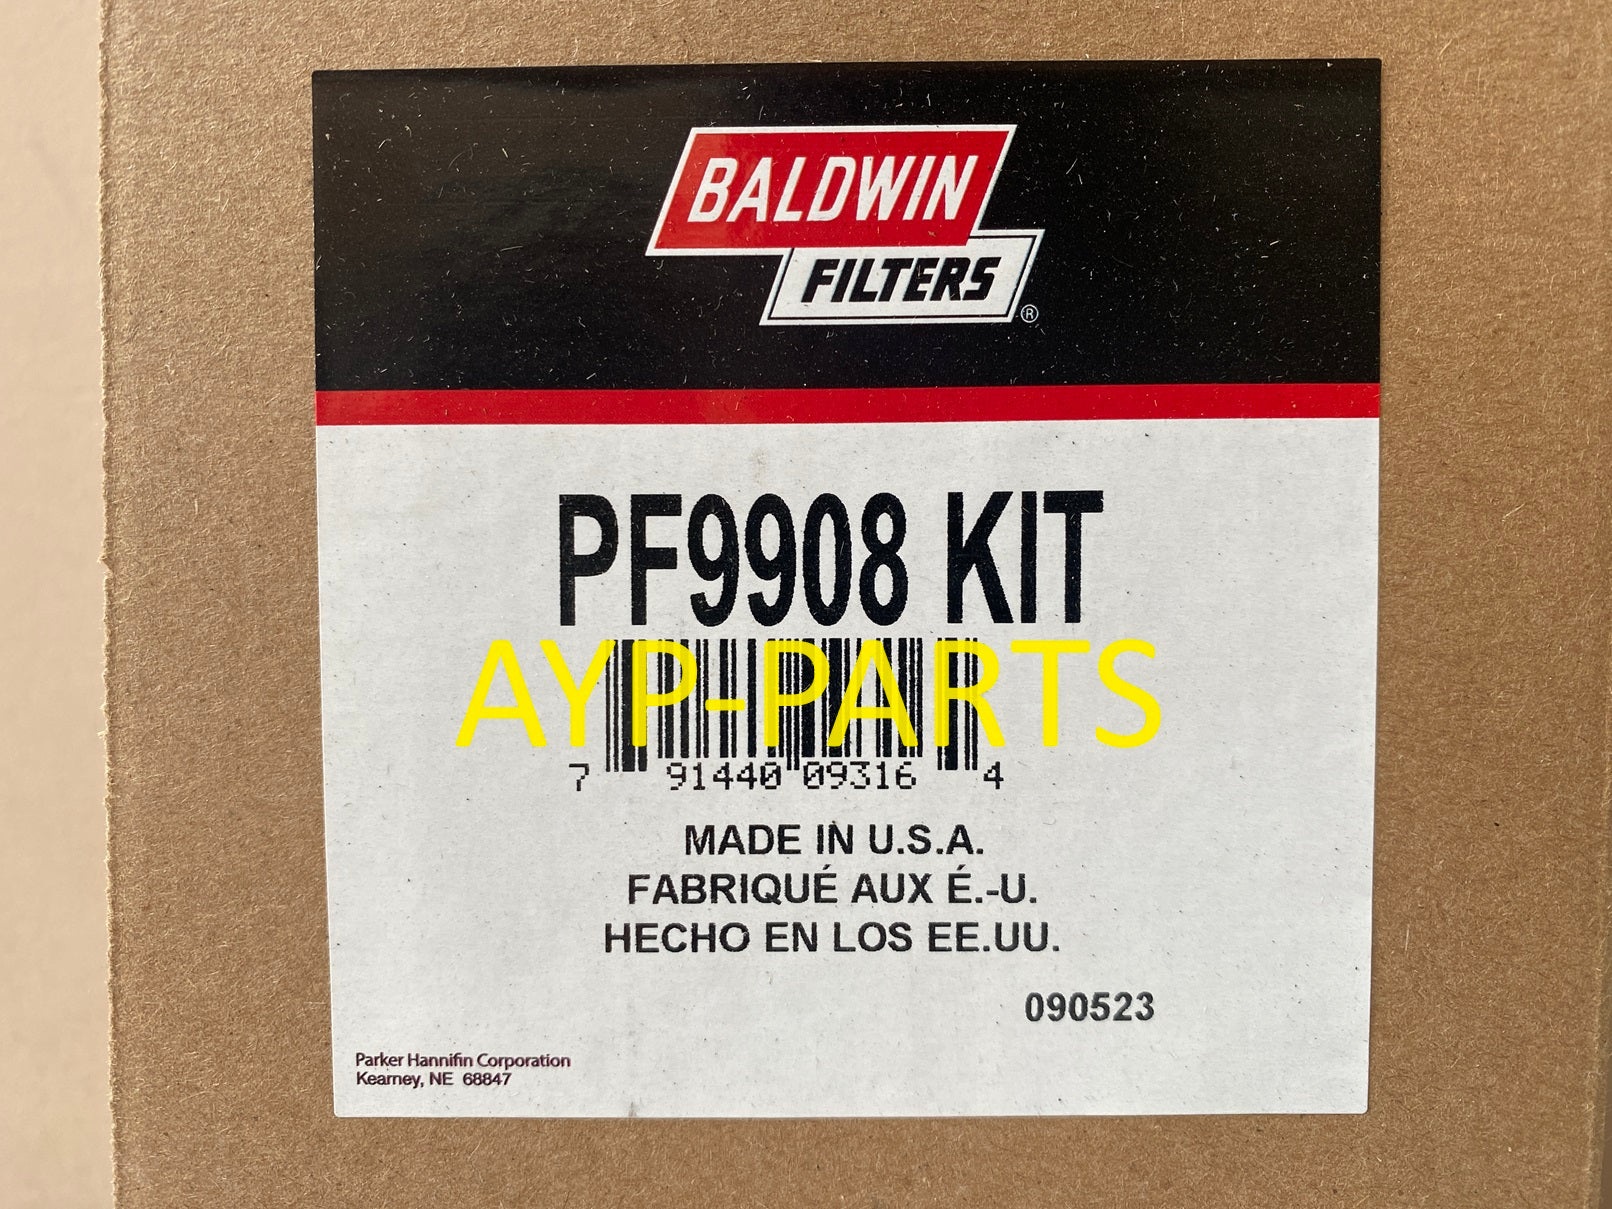 BALDWIN
FILTERS
®
PF9908 KIT
AYP-PARTS
7 91440 09316 4
MADE IN U.S.A.
FABRIQUÉ AUX É.-U.
HECHO EN LOS EE.UU.
090523
Parker Hannifin Corporation
Kearney, NE 68847